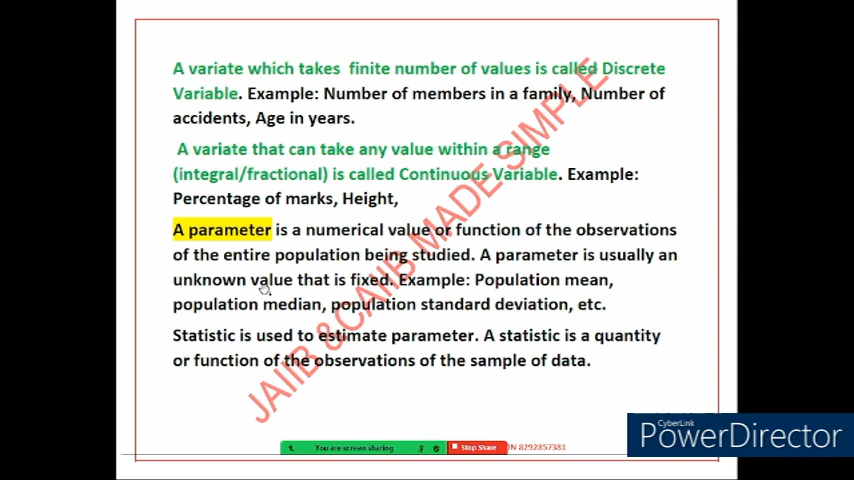 A variate which takes finite number of values is called Discrete
Variable. Example: Number of members in a family, Number of
accidents, Age in years.
A variate that can take any value within a range
(integral/fractional) is called Continuous Variable. Example:
Percentage of marks, Height,
A parameter is a numerical value or function of the observations
of the entire population being studied. A parameter is usually an
unknown value that is fixed. Example: Population mean,
population median, population standard deviation, etc.
Statistic is used to estimate parameter. A statistic is a quantity
or function of the observations of the sample of data.
JAIIB & CAIIB MADE SIMPLE
You are screen sharing
Stop Share
N 8292857381
CyberLink
PowerDirector